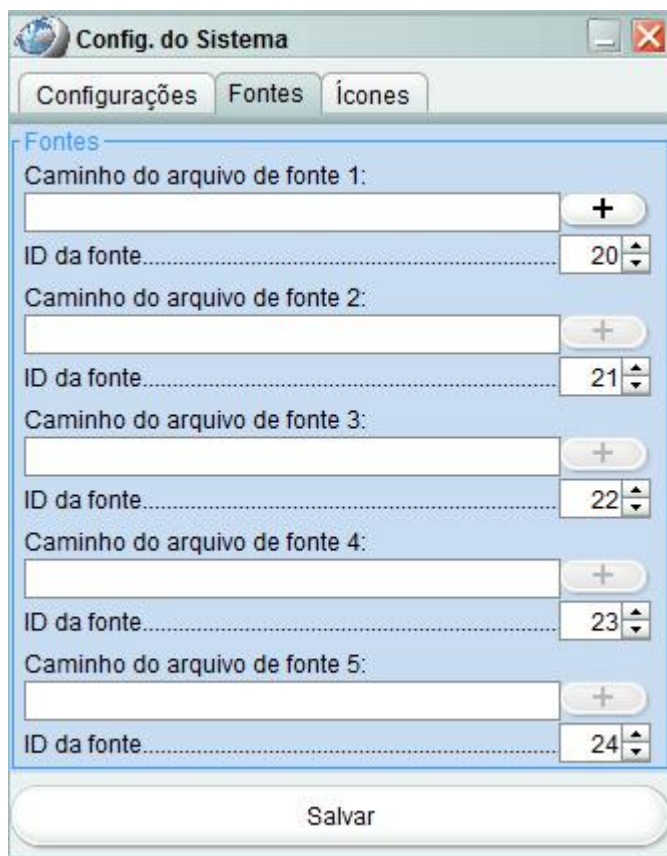 Config. do Sistema
Configurações Fontes Ícones
Fontes
Caminho do arquivo de fonte 1:
+
ID da fonte 20
Caminho do arquivo de fonte 2:
+
ID da fonte 21
Caminho do arquivo de fonte 3:
+
ID da fonte 22
Caminho do arquivo de fonte 4:
+
ID da fonte 23
Caminho do arquivo de fonte 5:
+
ID da fonte 24
Salvar